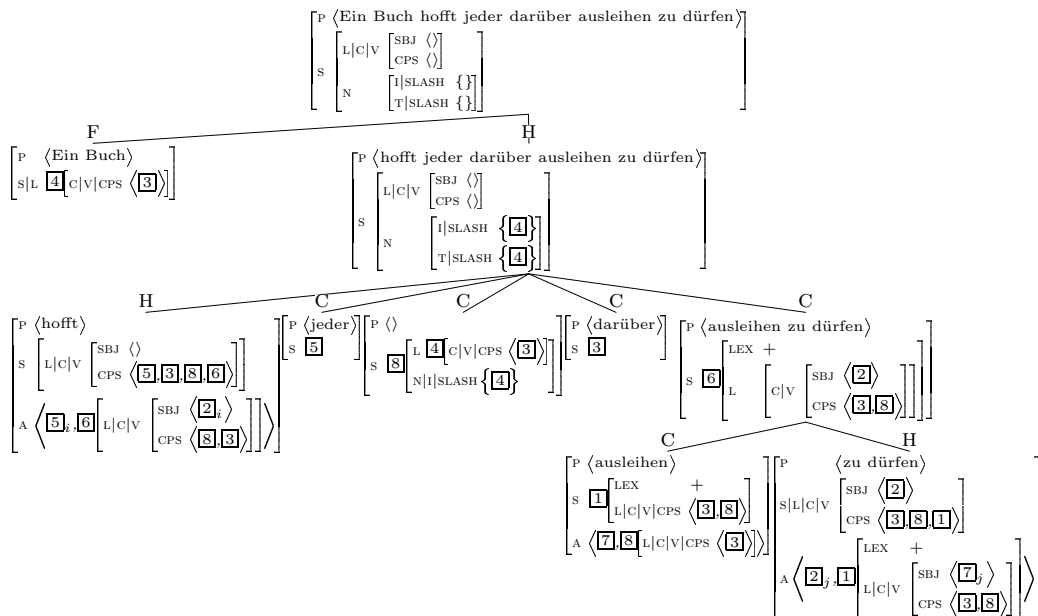 P ⟨Ein Buch hofft jeder darüber ausleihen zu dürfen⟩
L|C|V SBJ ⟨⟩
CPS ⟨⟩
S
N I|SLASH {}
T|SLASH {}
F H
P ⟨Ein Buch⟩
S|L 4 C|V|CPS ⟨3⟩
P ⟨hofft jeder darüber ausleihen zu dürfen⟩
L|C|V SBJ ⟨⟩
CPS ⟨⟩
S
N I|SLASH {4}
T|SLASH {4}
H C C C C
P ⟨hofft⟩
S L|C|V SBJ ⟨⟩
CPS ⟨5,3,8,6⟩
A ⟨5i,6 L|C|V SBJ ⟨2i⟩
CPS ⟨8,3⟩⟩
P ⟨jeder⟩
S 5
P ⟨⟩
S 8 L 4 C|V|CPS ⟨3⟩
N|I|SLASH {4}
P ⟨darüber⟩
S 3
P ⟨ausleihen zu dürfen⟩
LEX +
S 6 L C|V SBJ ⟨2⟩
CPS ⟨3,8⟩
C H
P ⟨ausleihen⟩
S 1 LEX +
L|C|V|CPS ⟨3,8⟩
A ⟨7,8 L|C|V|CPS ⟨3⟩⟩
P ⟨zu dürfen⟩
S|L|C|V SBJ ⟨2⟩
CPS ⟨3,8,1⟩
A ⟨2j,1 LEX +
L|C|V SBJ ⟨7j⟩
CPS ⟨3,8⟩⟩